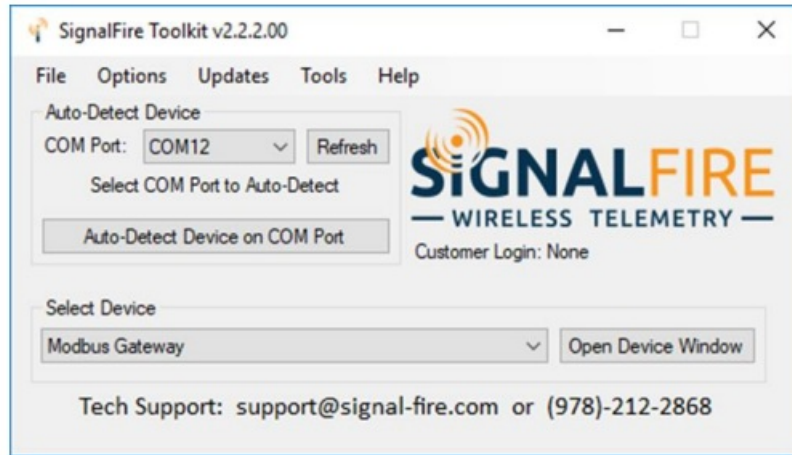 SignalFire Toolkit v2.2.2.00
File Options Updates Tools Help
Auto-Detect Device
COM Port: COM12 Refresh
Select COM Port to Auto-Detect
Auto-Detect Device on COM Port
SIGNALFIRE
WIRELESS TELEMETRY
Customer Login: None
Select Device
Modbus Gateway Open Device Window
Tech Support: support@signal-fire.com or (978)-212-2868